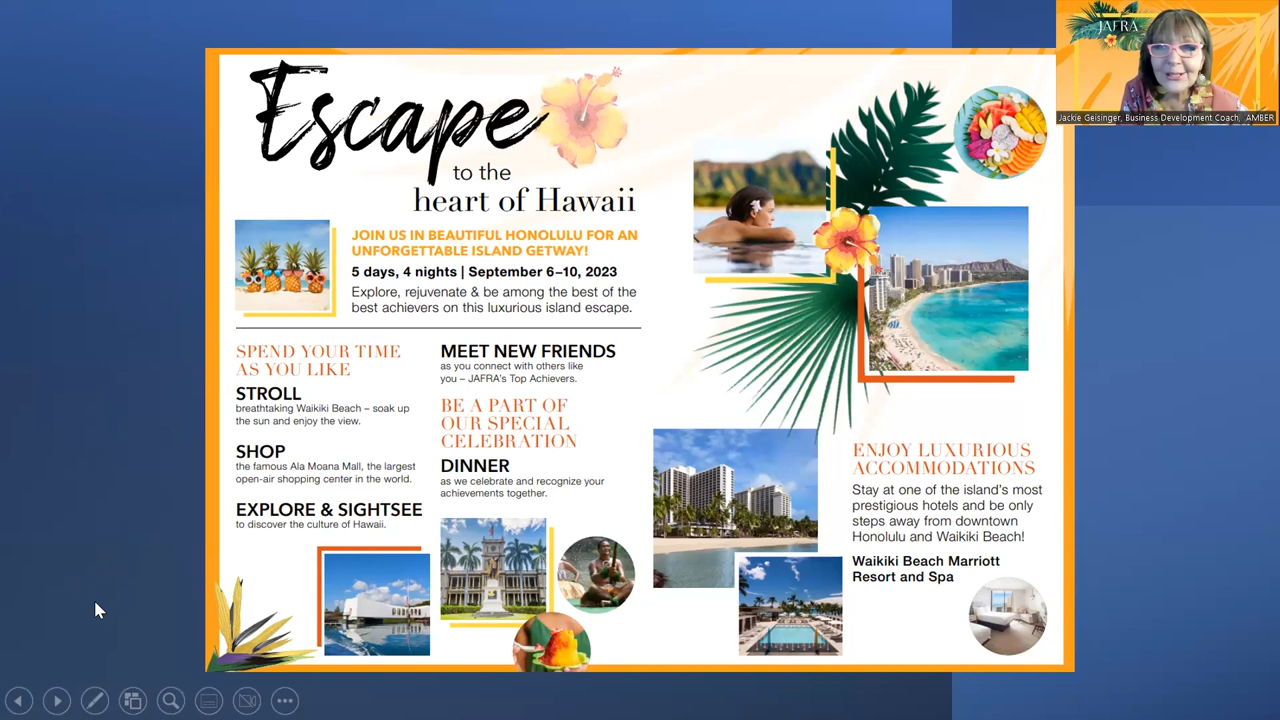 Escape
to the
heart of Hawaii
JOIN US IN BEAUTIFUL HONOLULU FOR AN
UNFORGETTABLE ISLAND GETWAY!
5 days, 4 nights | September 6–10, 2023
Explore, rejuvenate & be among the best of the
best achievers on this luxurious island escape.
SPEND YOUR TIME
AS YOU LIKE
STROLL
breathtaking Waikiki Beach – soak up
the sun and enjoy the view.
SHOP
the famous Ala Moana Mall, the largest
open-air shopping center in the world.
EXPLORE & SIGHTSEE
to discover the culture of Hawaii.
MEET NEW FRIENDS
as you connect with others like
you – JAFRA's Top Achievers.
BE A PART OF
OUR SPECIAL
CELEBRATION
DINNER
as we celebrate and recognize your
achievements together.
ENJOY LUXURIOUS
ACCOMMODATIONS
Stay at one of the island's most
prestigious hotels and be only
steps away from downtown
Honolulu and Waikiki Beach!
Waikiki Beach Marriott
Resort and Spa
JAFRA
Jackie Geisinger, Business Development Coach, AMBER